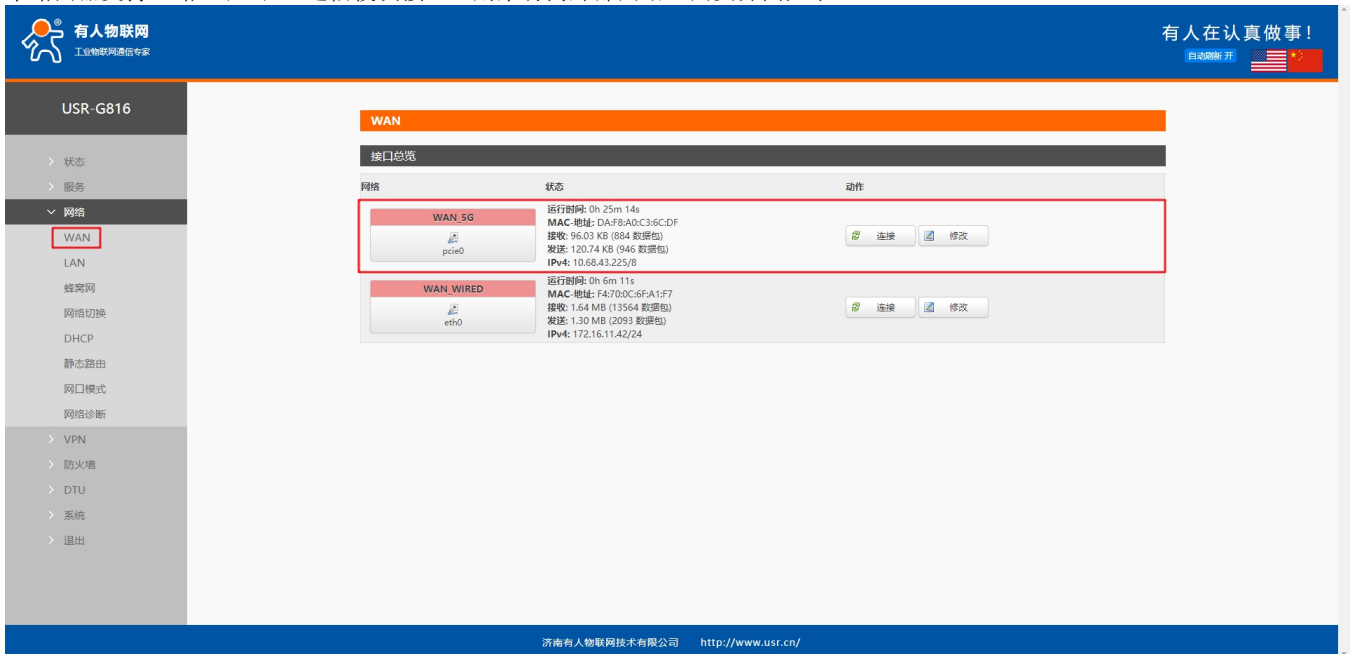 有人物联网
工业物联网通信专家
有人在认真做事！
自动刷新 开
USR-G816
状态
服务
网络
WAN
LAN
蜂窝网
网络切换
DHCP
静态路由
网口模式
网络诊断
VPN
防火墙
DTU
系统
退出
WAN
接口总览
网络 状态 动作
WAN_5G
pcie0
运行时间: 0h 25m 14s
MAC-地址: DA:F8:A0:C3:6C:DF
接收: 96.03 KB (884 数据包)
发送: 120.74 KB (946 数据包)
IPv4: 10.68.43.225/8
连接 修改
WAN_WIRED
eth0
运行时间: 0h 6m 11s
MAC-地址: F4:70:0C:6F:A1:F7
接收: 1.64 MB (13564 数据包)
发送: 1.30 MB (2093 数据包)
IPv4: 172.16.11.42/24
连接 修改
济南有人物联网技术有限公司 http://www.usr.cn/